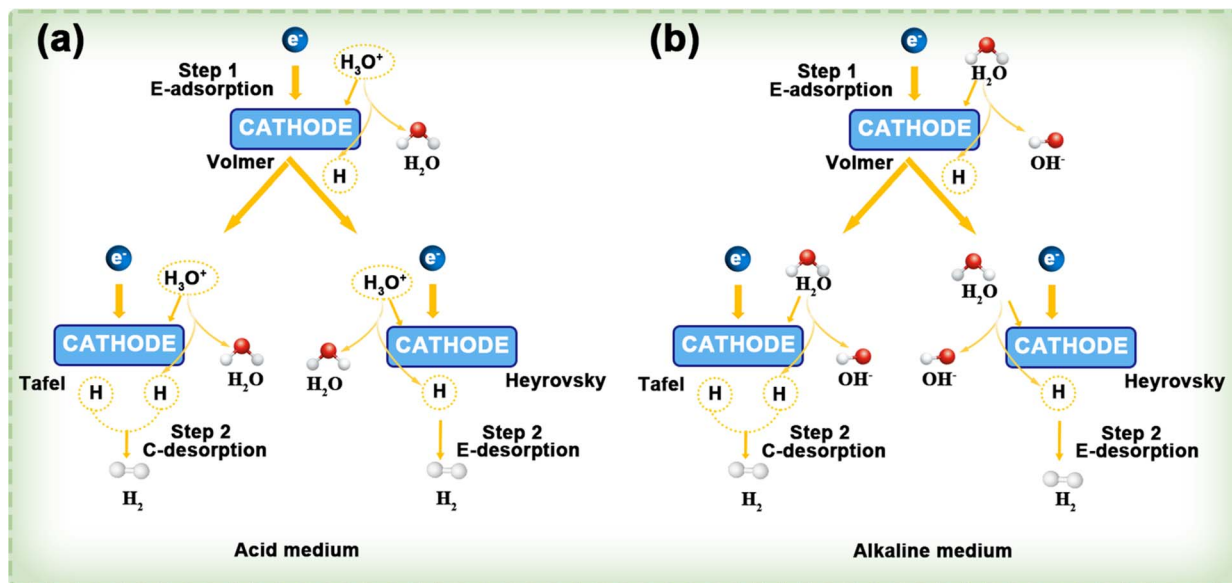 (a)
e⁻
H₃O⁺
Step 1
E-adsorption
CATHODE
Volmer
H
H₂O
e⁻
H₃O⁺
CATHODE
H₂O
Tafel
H
H
Step 2
C-desorption
H₂
H₃O⁺
e⁻
CATHODE
H₂O
Heyrovsky
H
Step 2
E-desorption
H₂
Acid medium
(b)
e⁻
H₂O
Step 1
E-adsorption
CATHODE
Volmer
H
OH⁻
e⁻
H₂O
CATHODE
OH⁻
Tafel
H
H
Step 2
C-desorption
H₂
H₂O
e⁻
CATHODE
OH⁻
Heyrovsky
H
Step 2
E-desorption
H₂
Alkaline medium